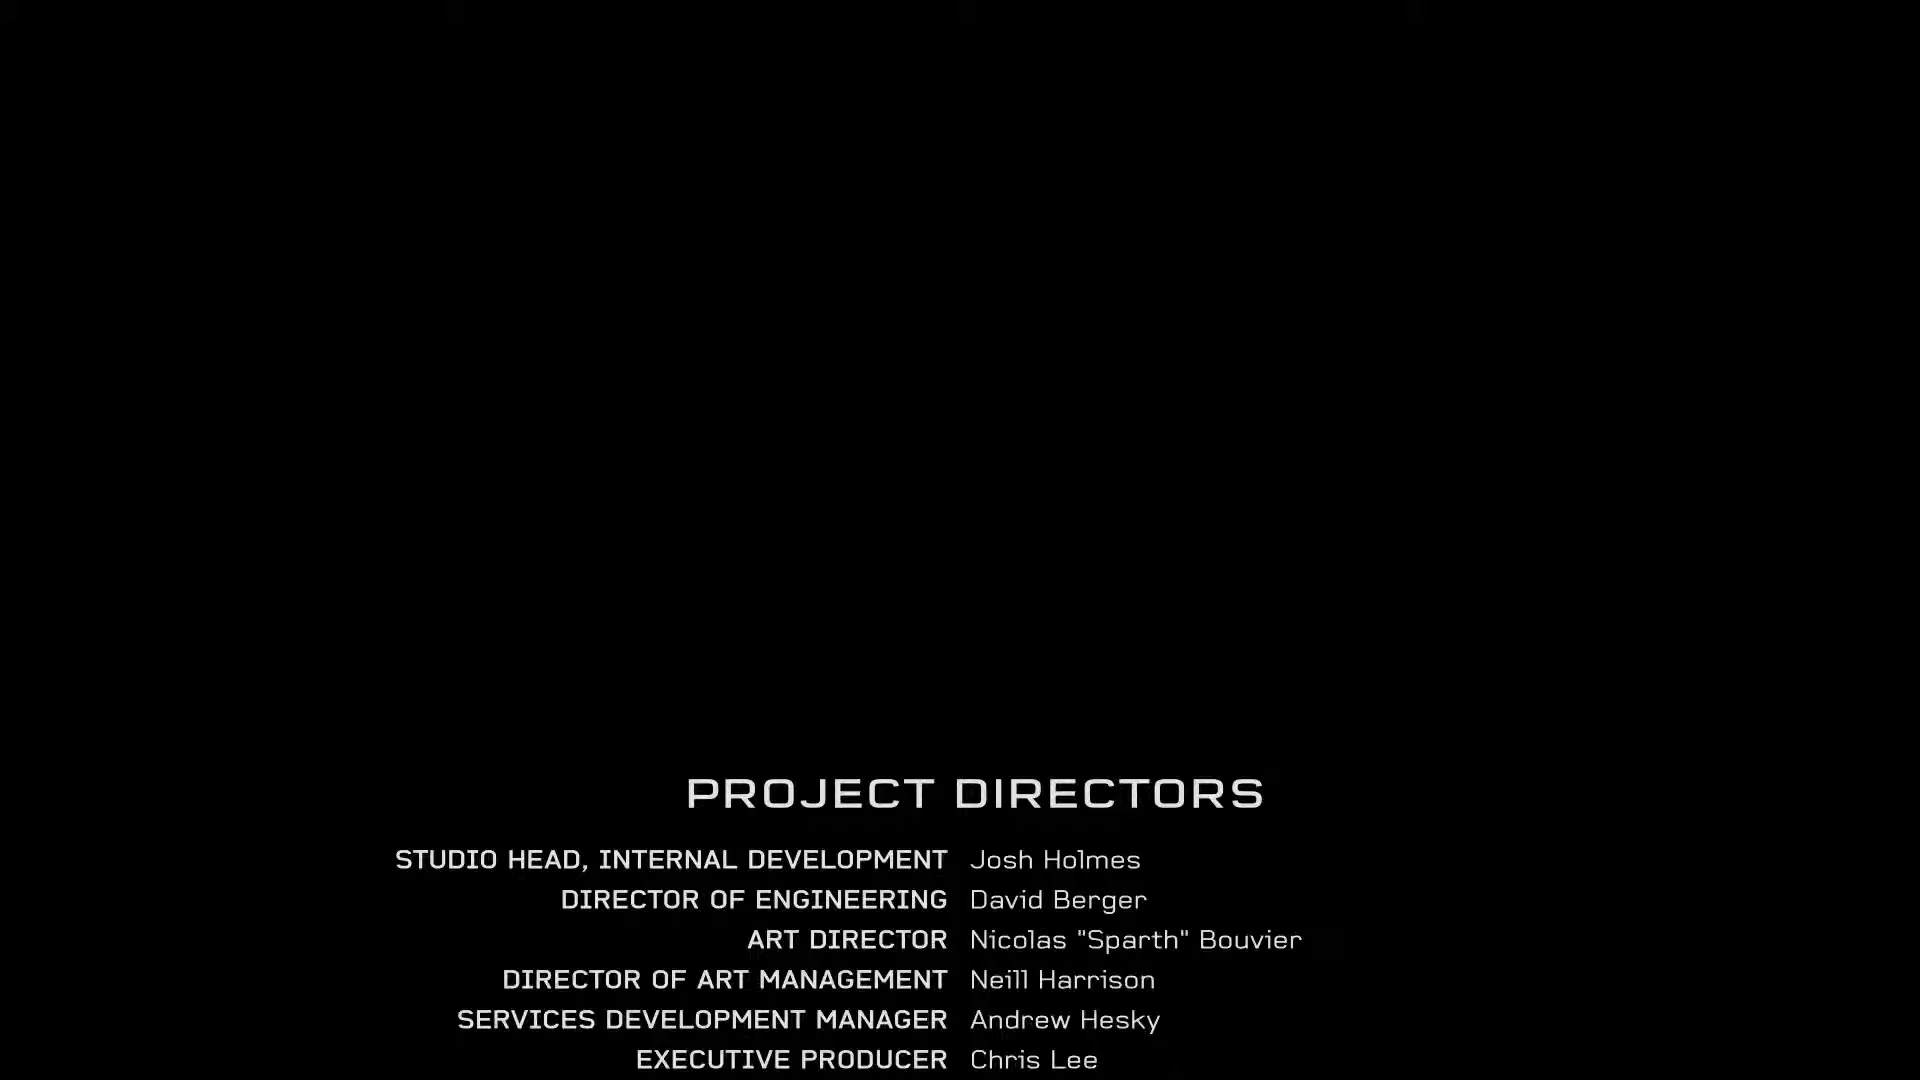 PROJECT DIRECTORS
STUDIO HEAD, INTERNAL DEVELOPMENT Josh Holmes
DIRECTOR OF ENGINEERING David Berger
ART DIRECTOR Nicolas "Sparth" Bouvier
DIRECTOR OF ART MANAGEMENT Neill Harrison
SERVICES DEVELOPMENT MANAGER Andrew Hesky
EXECUTIVE PRODUCER Chris Lee